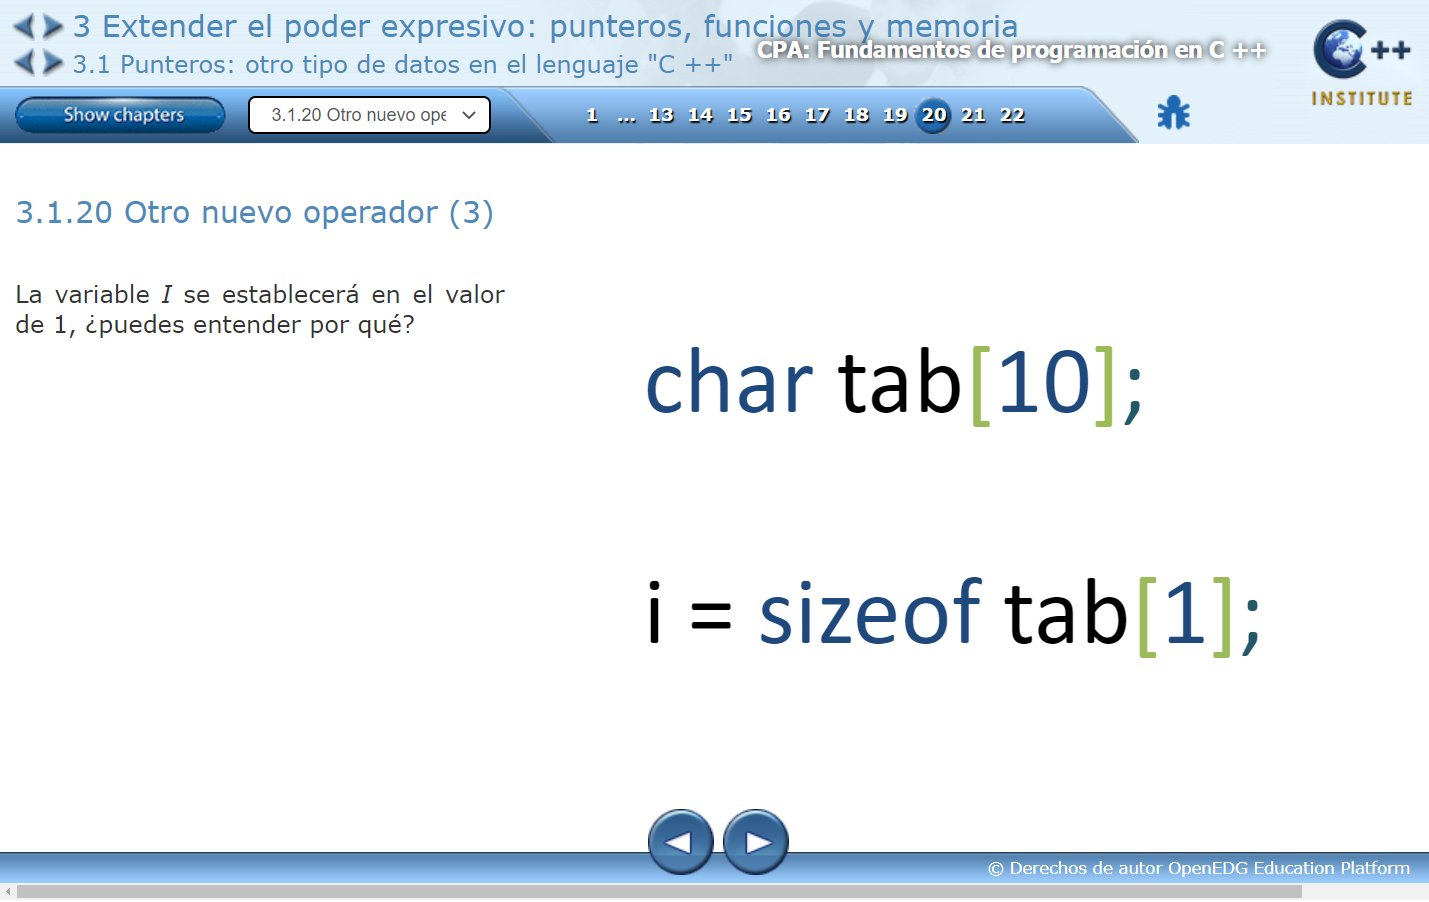 3 Extender el poder expresivo: punteros, funciones y memoria
3.1 Punteros: otro tipo de datos en el lenguaje "C ++"
CPA: Fundamentos de programación en C ++
C++
INSTITUTE
Show chapters
3.1.20 Otro nuevo ope
1 ... 13 14 15 16 17 18 19 20 21 22
3.1.20 Otro nuevo operador (3)
La variable I se establecerá en el valor
de 1, ¿puedes entender por qué?
char tab[10];
i = sizeof tab[1];
© Derechos de autor OpenEDG Education Platform